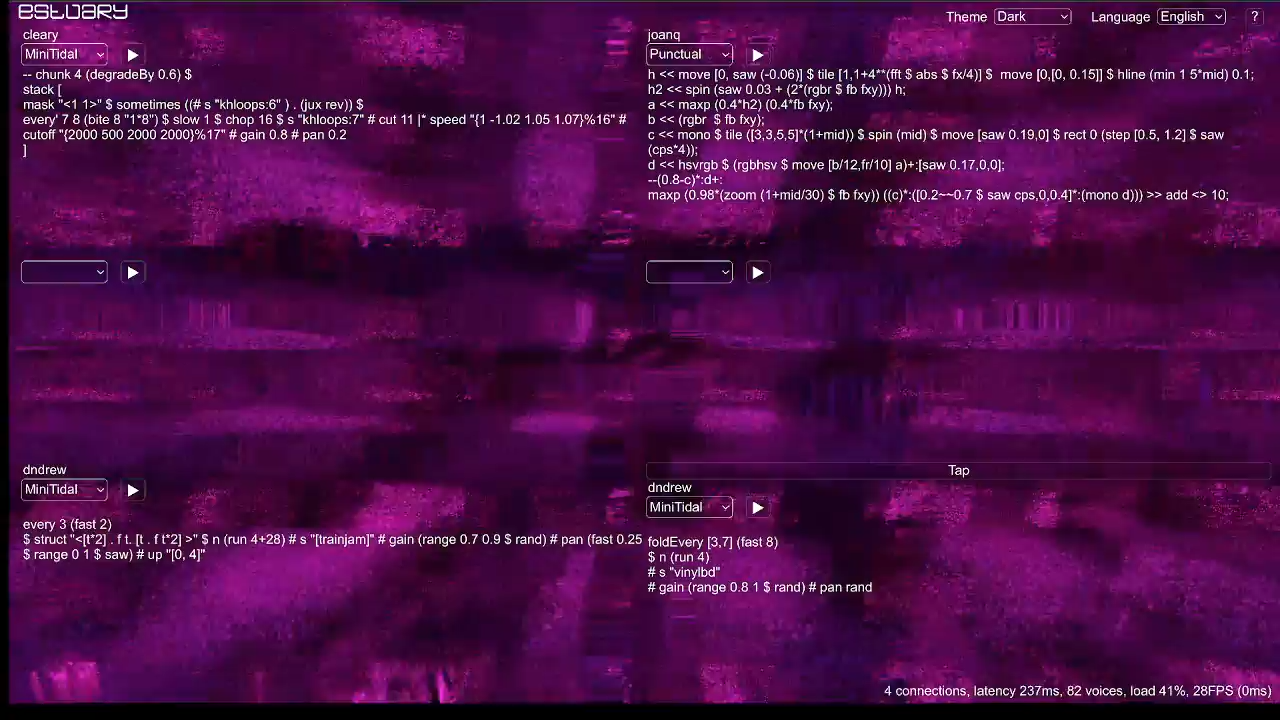 estuary
Theme Dark Language English ?
cleary
MiniTidal
-- chunk 4 (degradeBy 0.6) $
stack [
mask "<1 1>" $ sometimes ((# s "khloops:6" ) . (jux rev)) $
every' 7 8 (bite 8 "1*8") $ slow 1 $ chop 16 $ s "khloops:7" # cut 11 |* speed "{1 -1.02 1.05 1.07}%16" #
cutoff "{2000 500 2000 2000}%17" # gain 0.8 # pan 0.2
]
joanq
Punctual
h << move [0, saw (-0.06)] $ tile [1,1+4**(fft $ abs $ fx/4)] $  move [0,[0, 0.15]] $ hline (min 1 5*mid) 0.1;
h2 << spin (saw 0.03 + (2*(rgbr $ fb fxy))) h;
a << maxp (0.4*h2) (0.4*fb fxy);
b << (rgbr  $ fb fxy);
c << mono $ tile ([3,3,5,5]*(1+mid)) $ spin (mid) $ move [saw 0.19,0] $ rect 0 (step [0.5, 1.2] $ saw
(cps*4));
d << hsvrgb $ (rgbhsv $ move [b/12,fr/10] a)+:[saw 0.17,0,0];
--(0.8-c)*:d+:
maxp (0.98*(zoom (1+mid/30) $ fb fxy)) ((c)*:([0.2~~0.7 $ saw cps,0,0.4]*:(mono d))) >> add <> 10;
dndrew
MiniTidal
every 3 (fast 2)
$ struct "<[t*2] . f t. [t . f t*2] >" $ n (run 4+28) # s "[trainjam]" # gain (range 0.7 0.9 $ rand) # pan (fast 0.25
$ range 0 1 $ saw) # up "[0, 4]"
Tap
dndrew
MiniTidal
foldEvery [3,7] (fast 8)
$ n (run 4)
# s "vinylbd"
# gain (range 0.8 1 $ rand) # pan rand
4 connections, latency 237ms, 82 voices, load 41%, 28FPS (0ms)